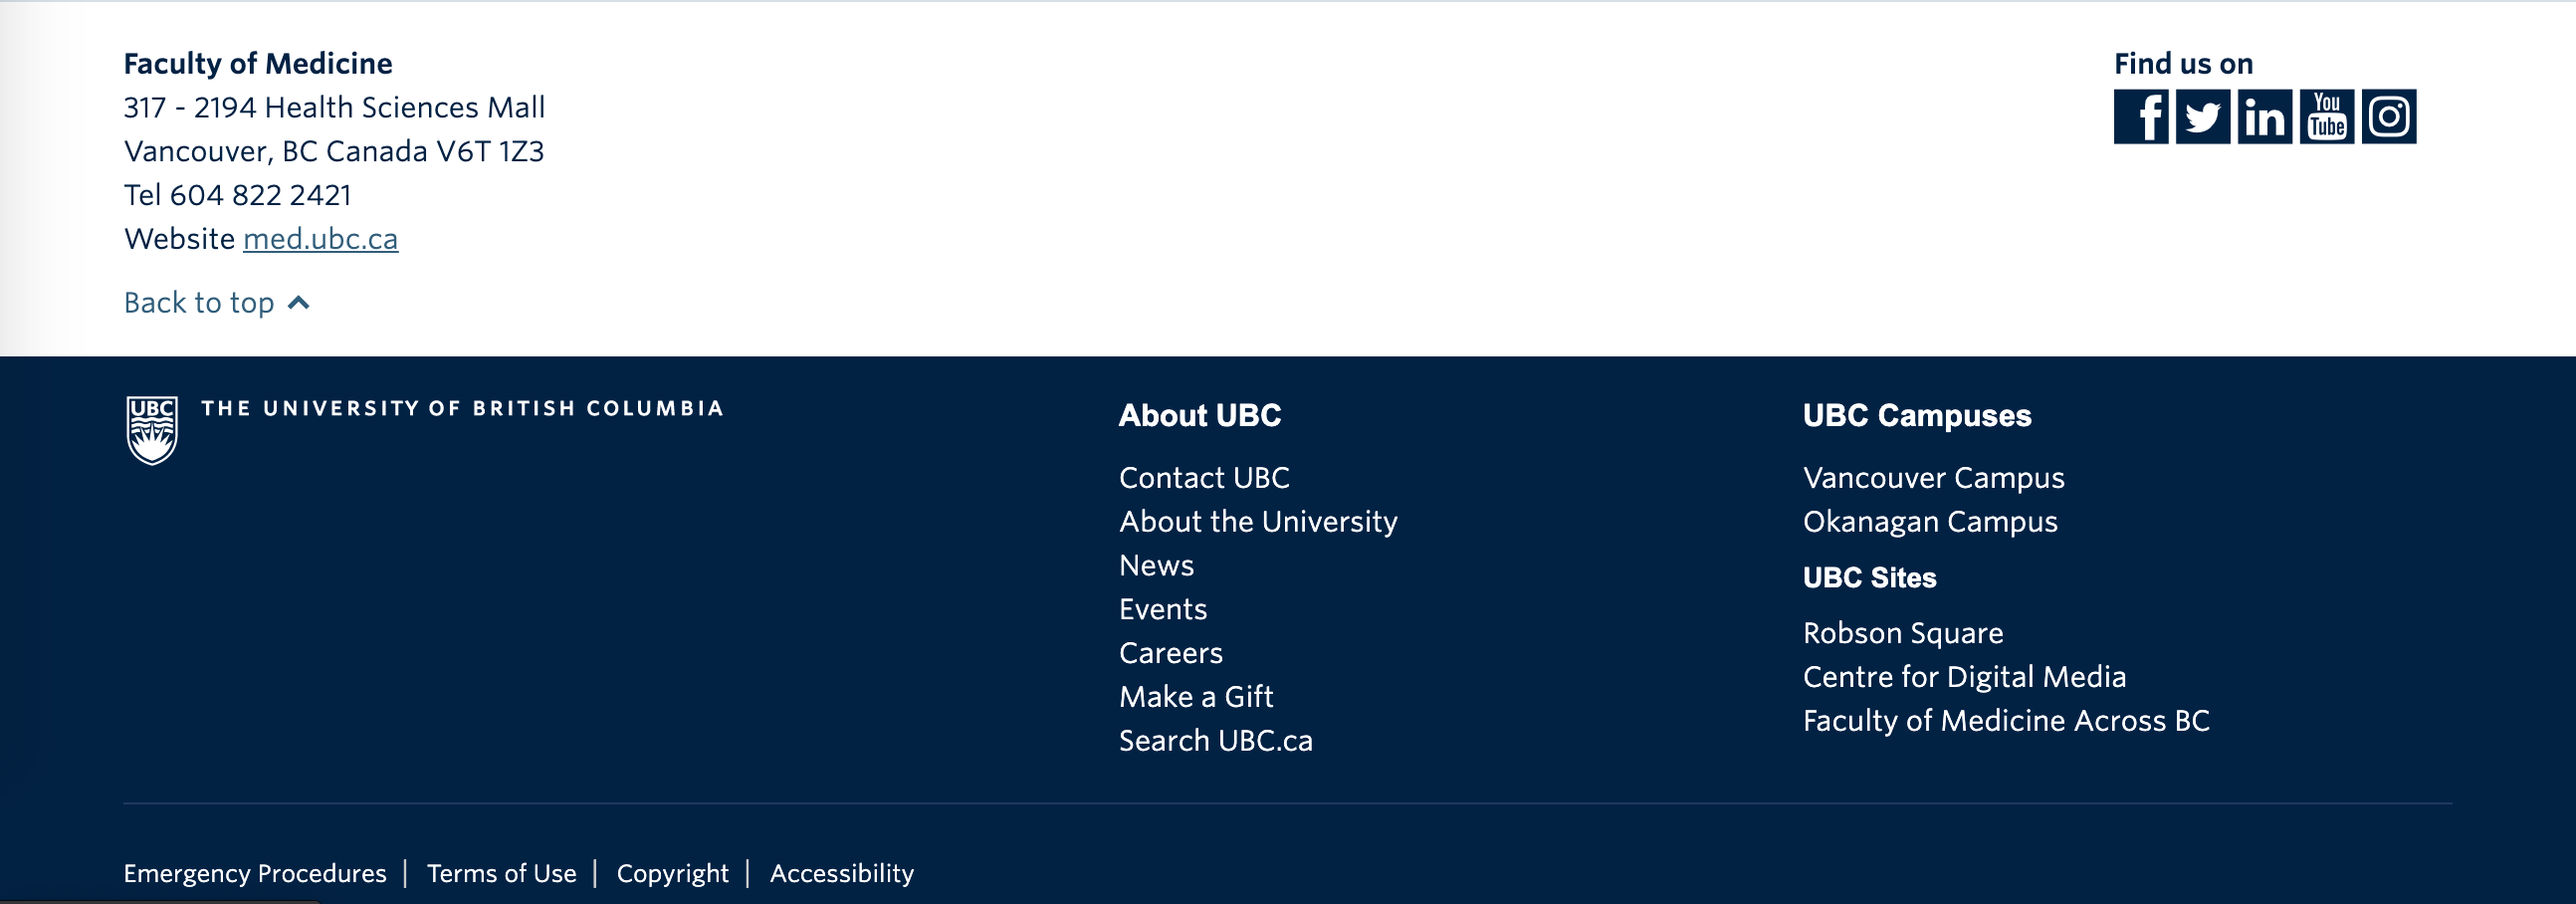 Faculty of Medicine
317 - 2194 Health Sciences Mall
Vancouver, BC Canada V6T 1Z3
Tel 604 822 2421
Website med.ubc.ca
Back to top
Find us on
f
in
You
Tube
UBC
THE UNIVERSITY OF BRITISH COLUMBIA
About UBC
Contact UBC
About the University
News
Events
Careers
Make a Gift
Search UBC.ca
UBC Campuses
Vancouver Campus
Okanagan Campus
UBC Sites
Robson Square
Centre for Digital Media
Faculty of Medicine Across BC
Emergency Procedures | Terms of Use | Copyright | Accessibility